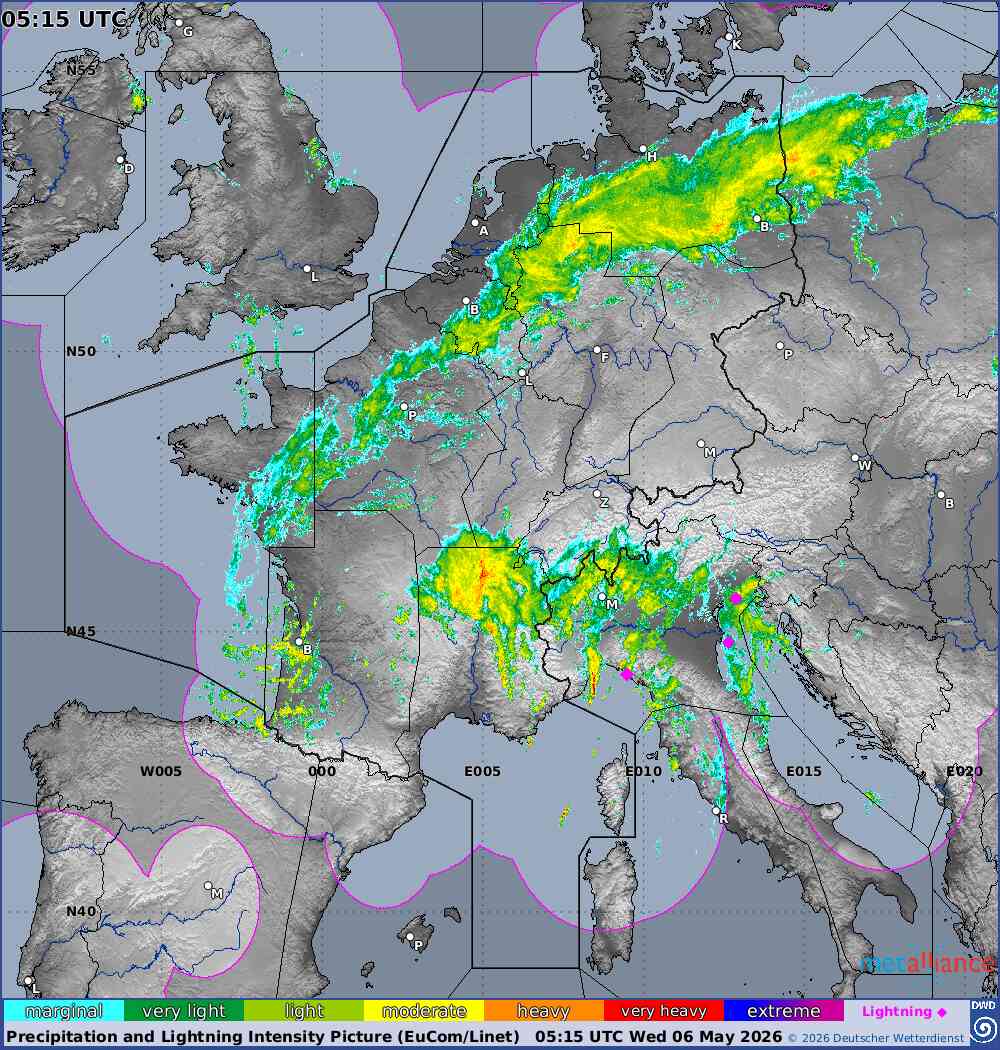 05:15 UTC
G
K
N55
H
D
A
B
L
B
N50
P
F
P
L
M
W
Z
B
M
N45
B
W005
000
E005
E010
E015
E020
R
M
N40
P
L
metalliance
marginal
very light
light
moderate
heavy
very heavy
extreme
Lightning ◆
DWD
Precipitation and Lightning Intensity Picture (EuCom/Linet) 05:15 UTC Wed 06 May 2026 © 2026 Deutscher Wetterdienst